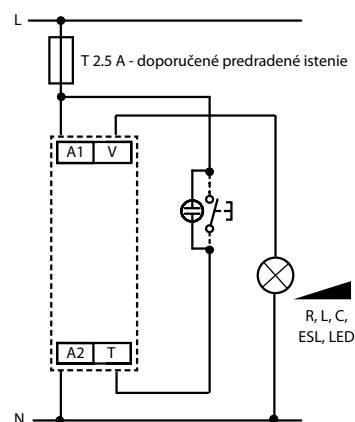 L
T 2.5 A - doporučené predradené istenie
A1 V
A2 T
R, L, C,
ESL, LED
N